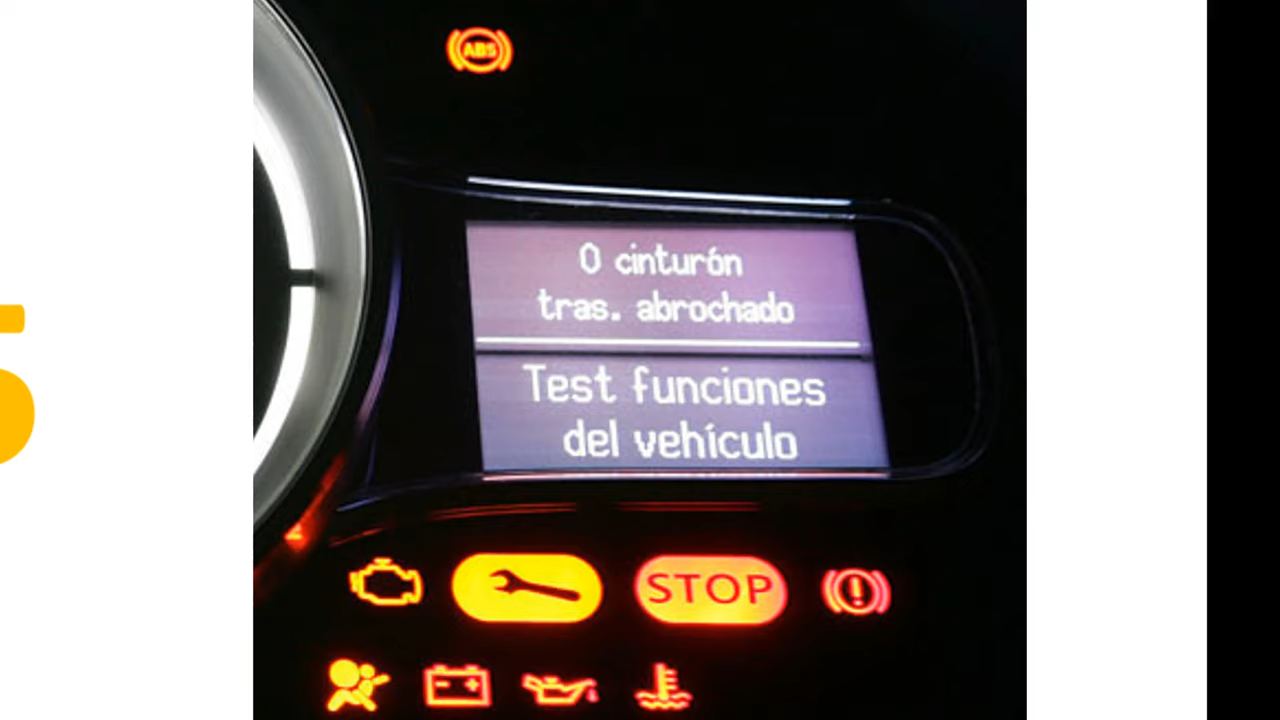 ABS
0 cinturón
tras. abrochado
Test funciones
del vehículo
STOP